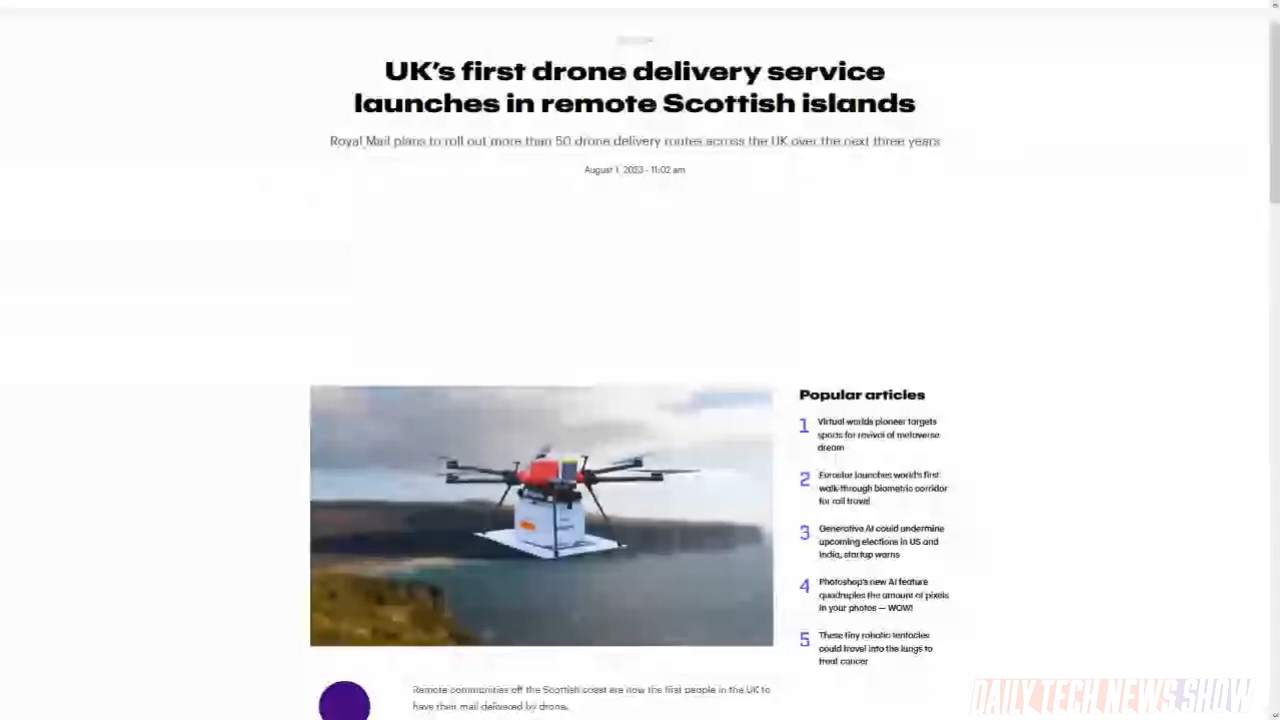 UK's first drone delivery service
launches in remote Scottish islands
Royal Mail plans to roll out more than 50 drone delivery routes across the UK over the next three years
August 1, 2023 - 11:02 am
Popular articles
1 Virtual worlds pioneer targets
sports for revival of metaverse
dream
2 Eurostar launches world's first
walk-through biometric corridor
for rail travel
3 Generative AI could undermine
upcoming elections in US and
India, startup warns
4 Photoshop's new AI feature
quadruples the amount of pixels
in your photos — WOW!
5 These tiny robotic tentacles
could travel into the lungs to
treat cancer
Remote communities off the Scottish coast are now the first people in the UK to
have their mail delivered by drone.
DAILY TECH NEWS SHOW